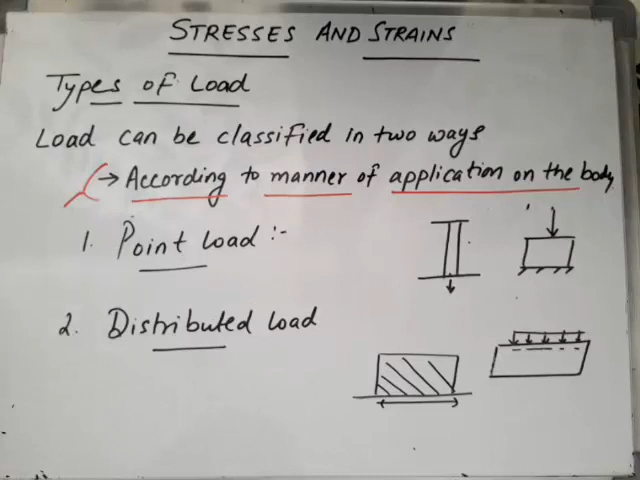 STRESSES AND STRAINS
Types of Load
Load can be classified in two ways
→ According to manner of application on the body
1. Point Load :-
2. Distributed load